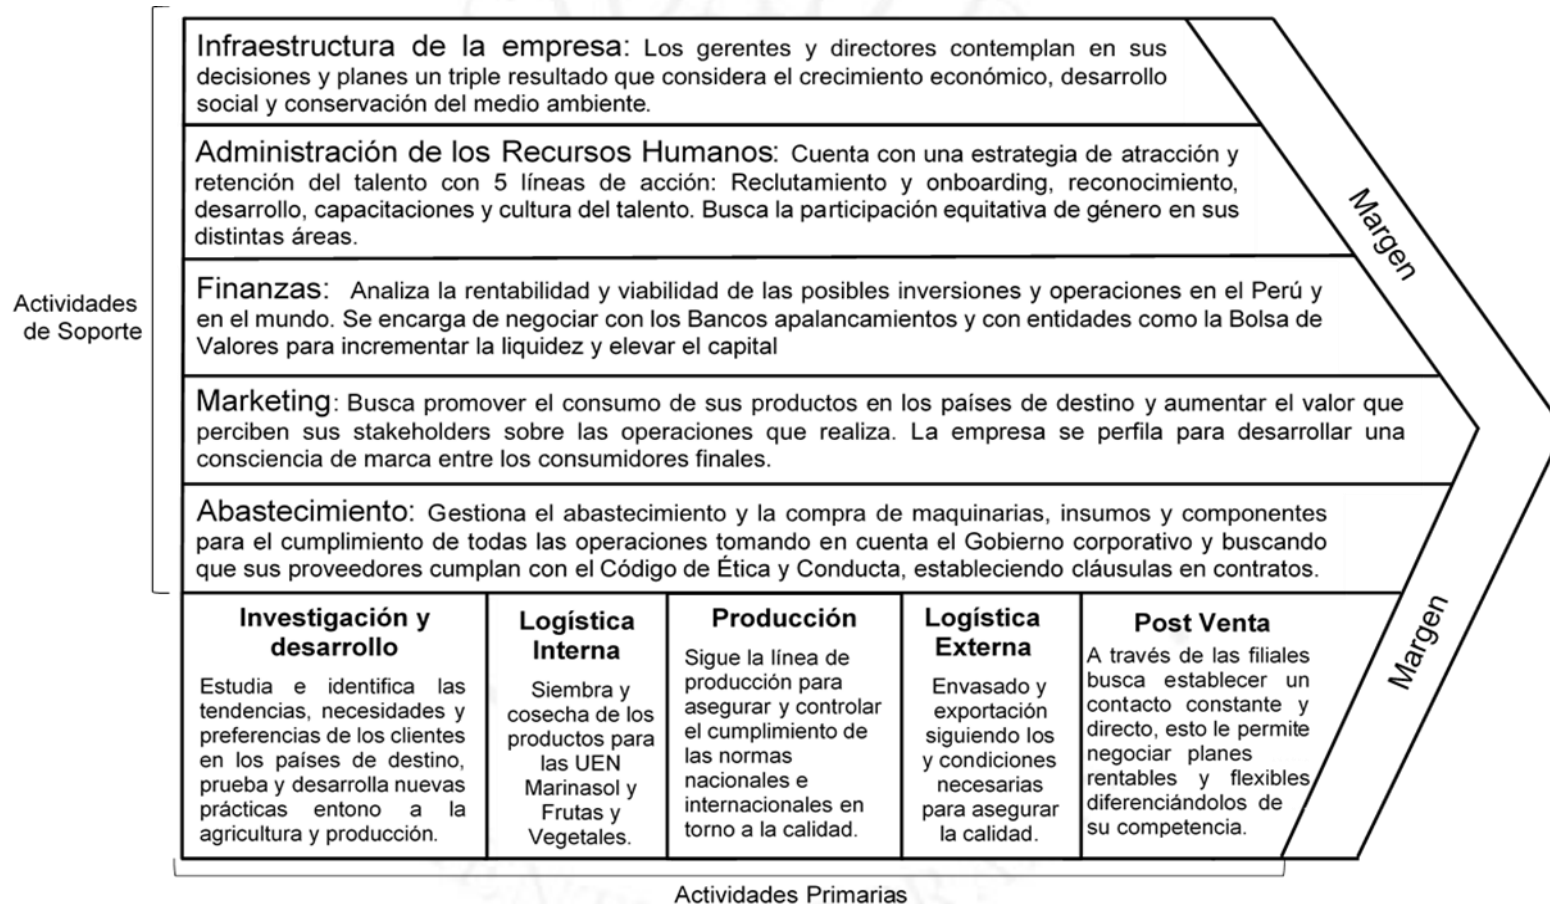 Infraestructura de la empresa: Los gerentes y directores contemplan en sus
decisiones y planes un triple resultado que considera el crecimiento económico, desarrollo
social y conservación del medio ambiente.
Administración de los Recursos Humanos: Cuenta con una estrategia de atracción y
retención del talento con 5 líneas de acción: Reclutamiento y onboarding, reconocimiento,
desarrollo, capacitaciones y cultura del talento. Busca la participación equitativa de género en sus
distintas áreas.
Margen
Actividades
de Soporte
Finanzas: Analiza la rentabilidad y viabilidad de las posibles inversiones y operaciones en el Perú y
en el mundo. Se encarga de negociar con los Bancos apalancamientos y con entidades como la Bolsa de
Valores para incrementar la liquidez y elevar el capital
Marketing: Busca promover el consumo de sus productos en los países de destino y aumentar el valor que
perciben sus stakeholders sobre las operaciones que realiza. La empresa se perfila para desarrollar una
consciencia de marca entre los consumidores finales.
Abastecimiento: Gestiona el abastecimiento y la compra de maquinarias, insumos y componentes
para el cumplimiento de todas las operaciones tomando en cuenta el Gobierno corporativo y buscando
que sus proveedores cumplan con el Código de Ética y Conducta, estableciendo cláusulas en contratos.
Investigación y
desarrollo
Estudia e identifica las
tendencias, necesidades y
preferencias de los clientes
en los países de destino,
prueba y desarrolla nuevas
prácticas entono a la
agricultura y producción.
Logística
Interna
Siembra y
cosecha de los
productos para
las UEN
Marinasol y
Frutas y
Vegetales.
Producción
Sigue la línea de
producción para
asegurar y controlar
el cumplimiento de
las normas
nacionales e
internacionales en
torno a la calidad.
Logística
Externa
Envasado y
exportación
siguiendo los
y condiciones
necesarias
para asegurar
la calidad.
Post Venta
A través de las filiales
busca establecer un
contacto constante y
directo, esto le permite
negociar planes
rentables y flexibles
diferenciándolos de
su competencia.
Margen
Actividades Primarias